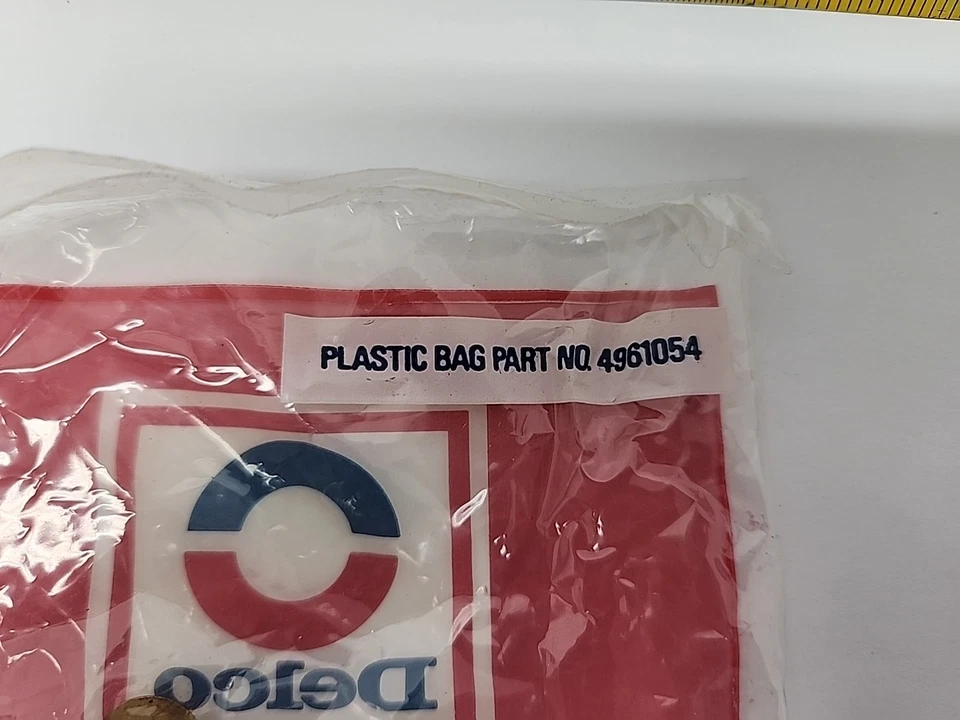 PLASTIC BAG PART NO. 4961054
Delco